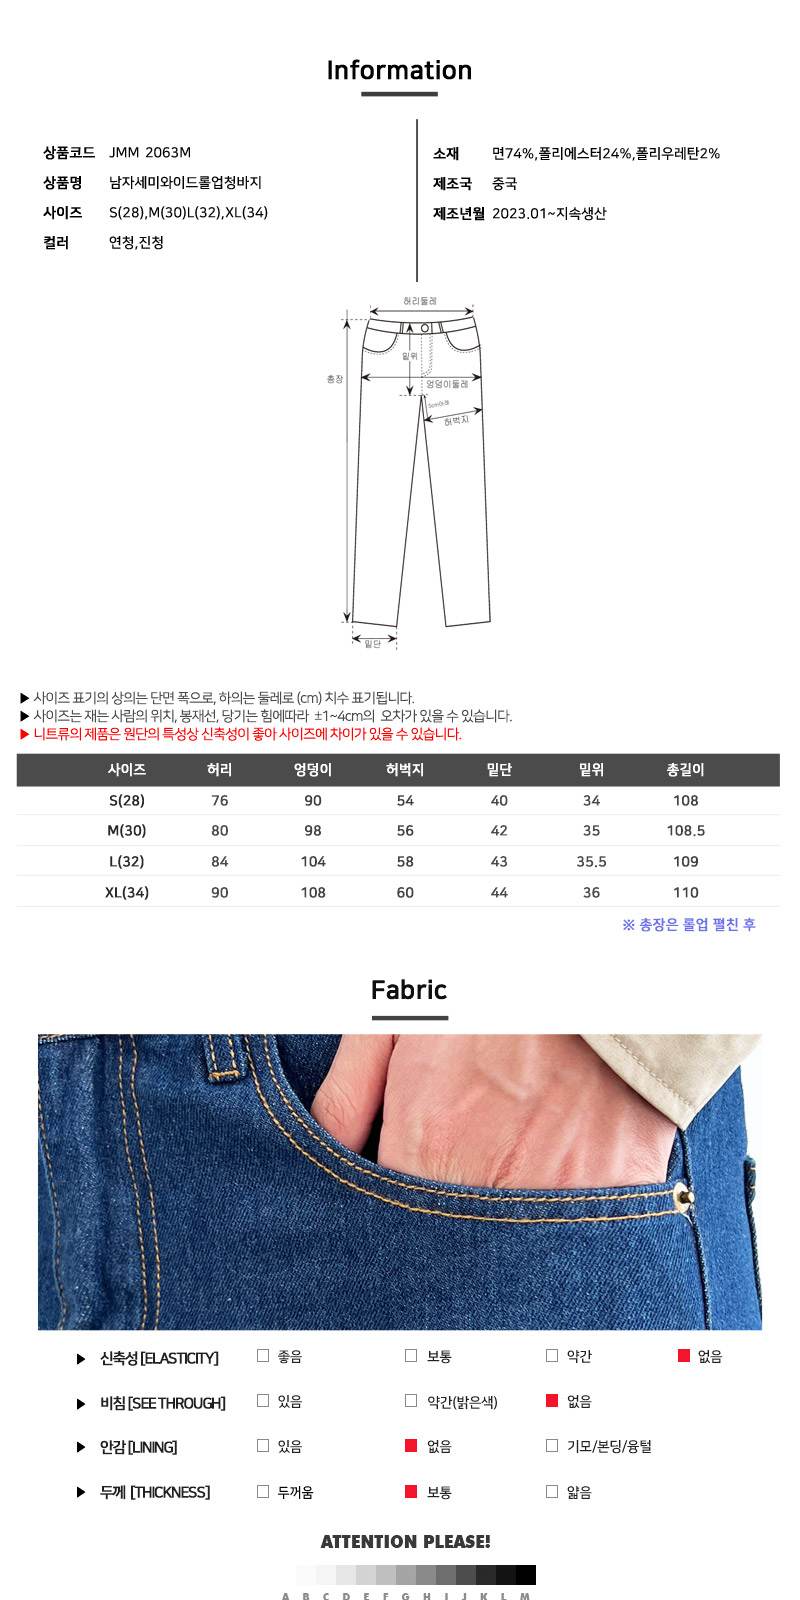 Information
상품코드 JMM 2063M
상품명 남자세미와이드롤업청바지
사이즈 S(28),M(30)L(32),XL(34)
컬러 연청,진청
소재 면74%,폴리에스터24%,폴리우레탄2%
제조국 중국
제조년월 2023.01~지속생산
허리둘레
밑위
총장
엉덩이둘레
5cm아래
허벅지
밑단
▶ 사이즈 표기의 상의는 단면 폭으로, 하의는 둘레로 (cm) 치수 표기됩니다.
▶ 사이즈는 재는 사람의 위치, 봉재선, 당기는 힘에따라 ±1~4cm의 오차가 있을 수 있습니다.
▶ 니트류의 제품은 원단의 특성상 신축성이 좋아 사이즈에 차이가 있을 수 있습니다.
사이즈 허리 엉덩이 허벅지 밑단 밑위 총길이
S(28) 76 90 54 40 34 108
M(30) 80 98 56 42 35 108.5
L(32) 84 104 58 43 35.5 109
XL(34) 90 108 60 44 36 110
※ 총장은 롤업 펼친 후
Fabric
▶ 신축성 [ELASTICITY] 좋음 보통 약간 없음
▶ 비침 [SEE THROUGH] 있음 약간(밝은색) 없음
▶ 안감 [LINING] 있음 없음 기모/본딩/융털
▶ 두께 [THICKNESS] 두꺼움 보통 얇음
ATTENTION PLEASE!
A B C D E F G H I J K L M